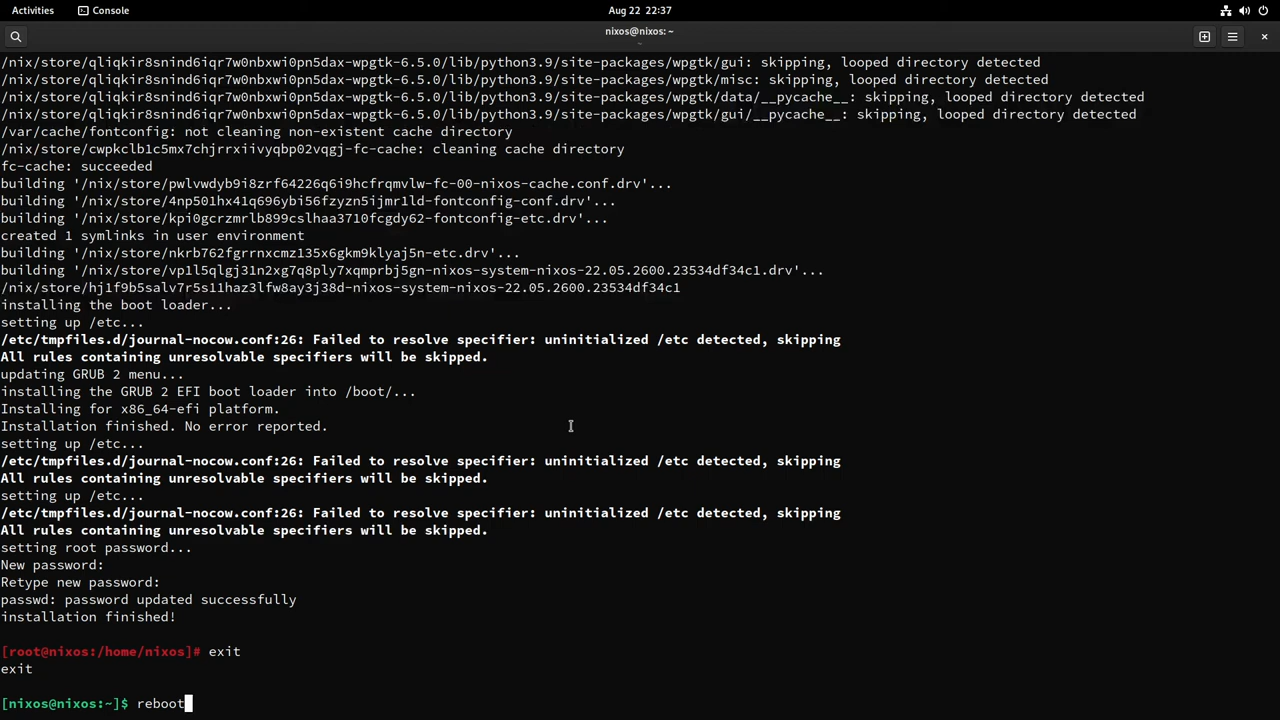 Activities
Console
Aug 22 22:37
nixos@nixos: ~
~
/nix/store/qliqkir8snind6iqr7w0nbxwi0pn5dax-wpgtk-6.5.0/lib/python3.9/site-packages/wpgtk/gui: skipping, looped directory detected
/nix/store/qliqkir8snind6iqr7w0nbxwi0pn5dax-wpgtk-6.5.0/lib/python3.9/site-packages/wpgtk/misc: skipping, looped directory detected
/nix/store/qliqkir8snind6iqr7w0nbxwi0pn5dax-wpgtk-6.5.0/lib/python3.9/site-packages/wpgtk/data/__pycache__: skipping, looped directory detected
/nix/store/qliqkir8snind6iqr7w0nbxwi0pn5dax-wpgtk-6.5.0/lib/python3.9/site-packages/wpgtk/gui/__pycache__: skipping, looped directory detected
/var/cache/fontconfig: not cleaning non-existent cache directory
/nix/store/cwpkclb1c5mx7chjrrxiivyqbp02vqgj-fc-cache: cleaning cache directory
fc-cache: succeeded
building '/nix/store/pwlvwdyb9i8zrf64226q6i9hcfrqmvlw-fc-00-nixos-cache.conf.drv'...
building '/nix/store/4np501hx41q696ybi56fzyzn5ijmr1ld-fontconfig-conf.drv'...
building '/nix/store/kpi0gcrzmrlb899cslhaa3710fcgdy62-fontconfig-etc.drv'...
created 1 symlinks in user environment
building '/nix/store/nkrb762fgrrnxcmz135x6gkm9klyaj5n-etc.drv'...
building '/nix/store/vp1l5qlgj31n2xg7q8ply7xqmprbj5gn-nixos-system-nixos-22.05.2600.23534df34c1.drv'...
/nix/store/hj1f9b5salv7r5s11haz3lfw8ay3j38d-nixos-system-nixos-22.05.2600.23534df34c1
installing the boot loader...
setting up /etc...
/etc/tmpfiles.d/journal-nocow.conf:26: Failed to resolve specifier: uninitialized /etc detected, skipping
All rules containing unresolvable specifiers will be skipped.
updating GRUB 2 menu...
installing the GRUB 2 EFI boot loader into /boot/...
Installing for x86_64-efi platform.
Installation finished. No error reported.
setting up /etc...
/etc/tmpfiles.d/journal-nocow.conf:26: Failed to resolve specifier: uninitialized /etc detected, skipping
All rules containing unresolvable specifiers will be skipped.
setting up /etc...
/etc/tmpfiles.d/journal-nocow.conf:26: Failed to resolve specifier: uninitialized /etc detected, skipping
All rules containing unresolvable specifiers will be skipped.
setting root password...
New password:
Retype new password:
passwd: password updated successfully
installation finished!
[root@nixos:/home/nixos]# exit
exit
[nixos@nixos:~]$ reboot